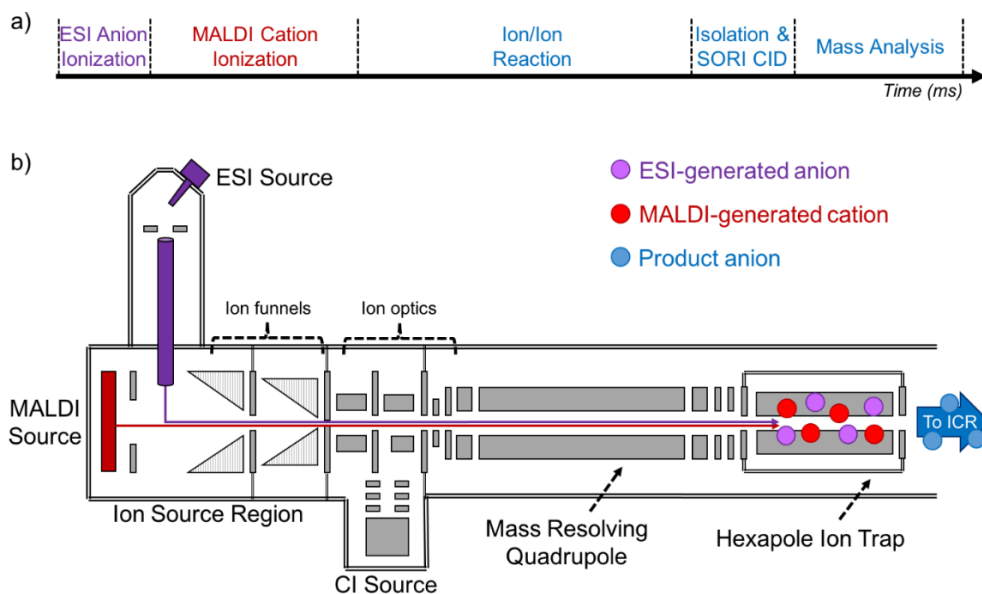 a)
ESI Anion
Ionization
MALDI Cation
Ionization
Ion/Ion
Reaction
Isolation &
SORI CID
Mass Analysis
Time (ms)
b)
ESI Source
ESI-generated anion
MALDI-generated cation
Product anion
Ion funnels
Ion optics
MALDI
Source
To ICR
Ion Source Region
Mass Resolving
Quadrupole
Hexapole Ion Trap
CI Source